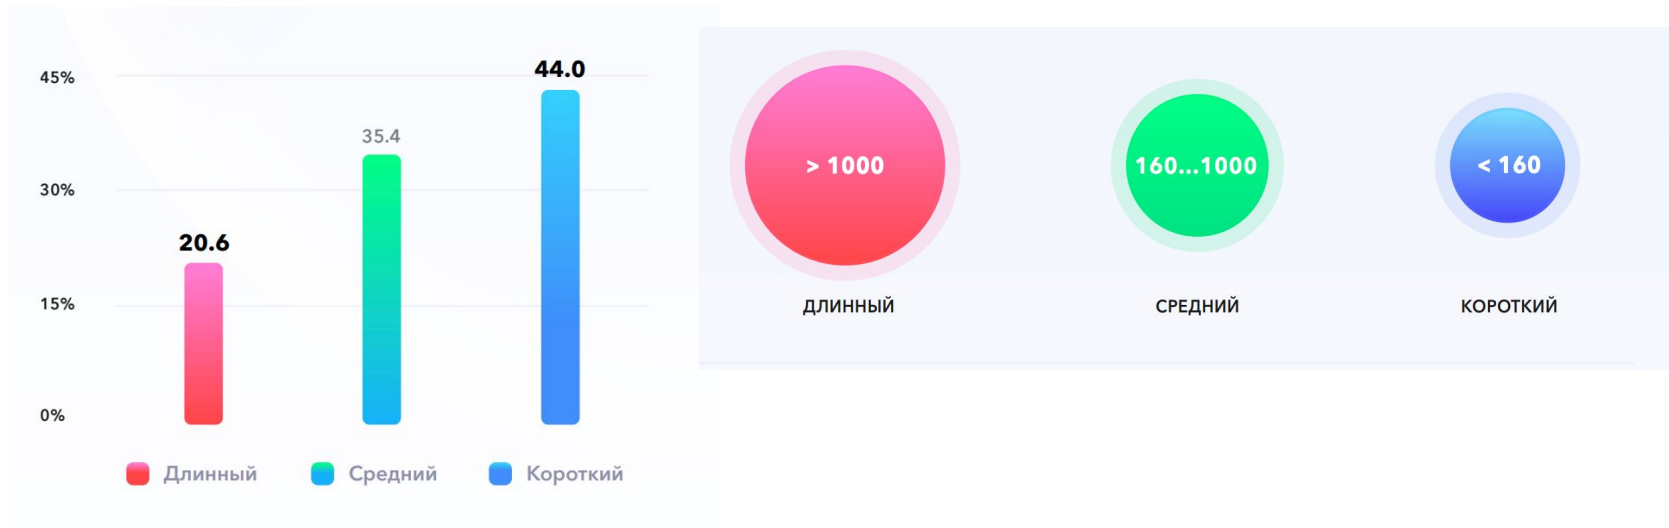 45%
30%
15%
0%
20.6
35.4
44.0
Длинный
Средний
Короткий
> 1000
160...1000
< 160
ДЛИННЫЙ
СРЕДНИЙ
КОРОТКИЙ